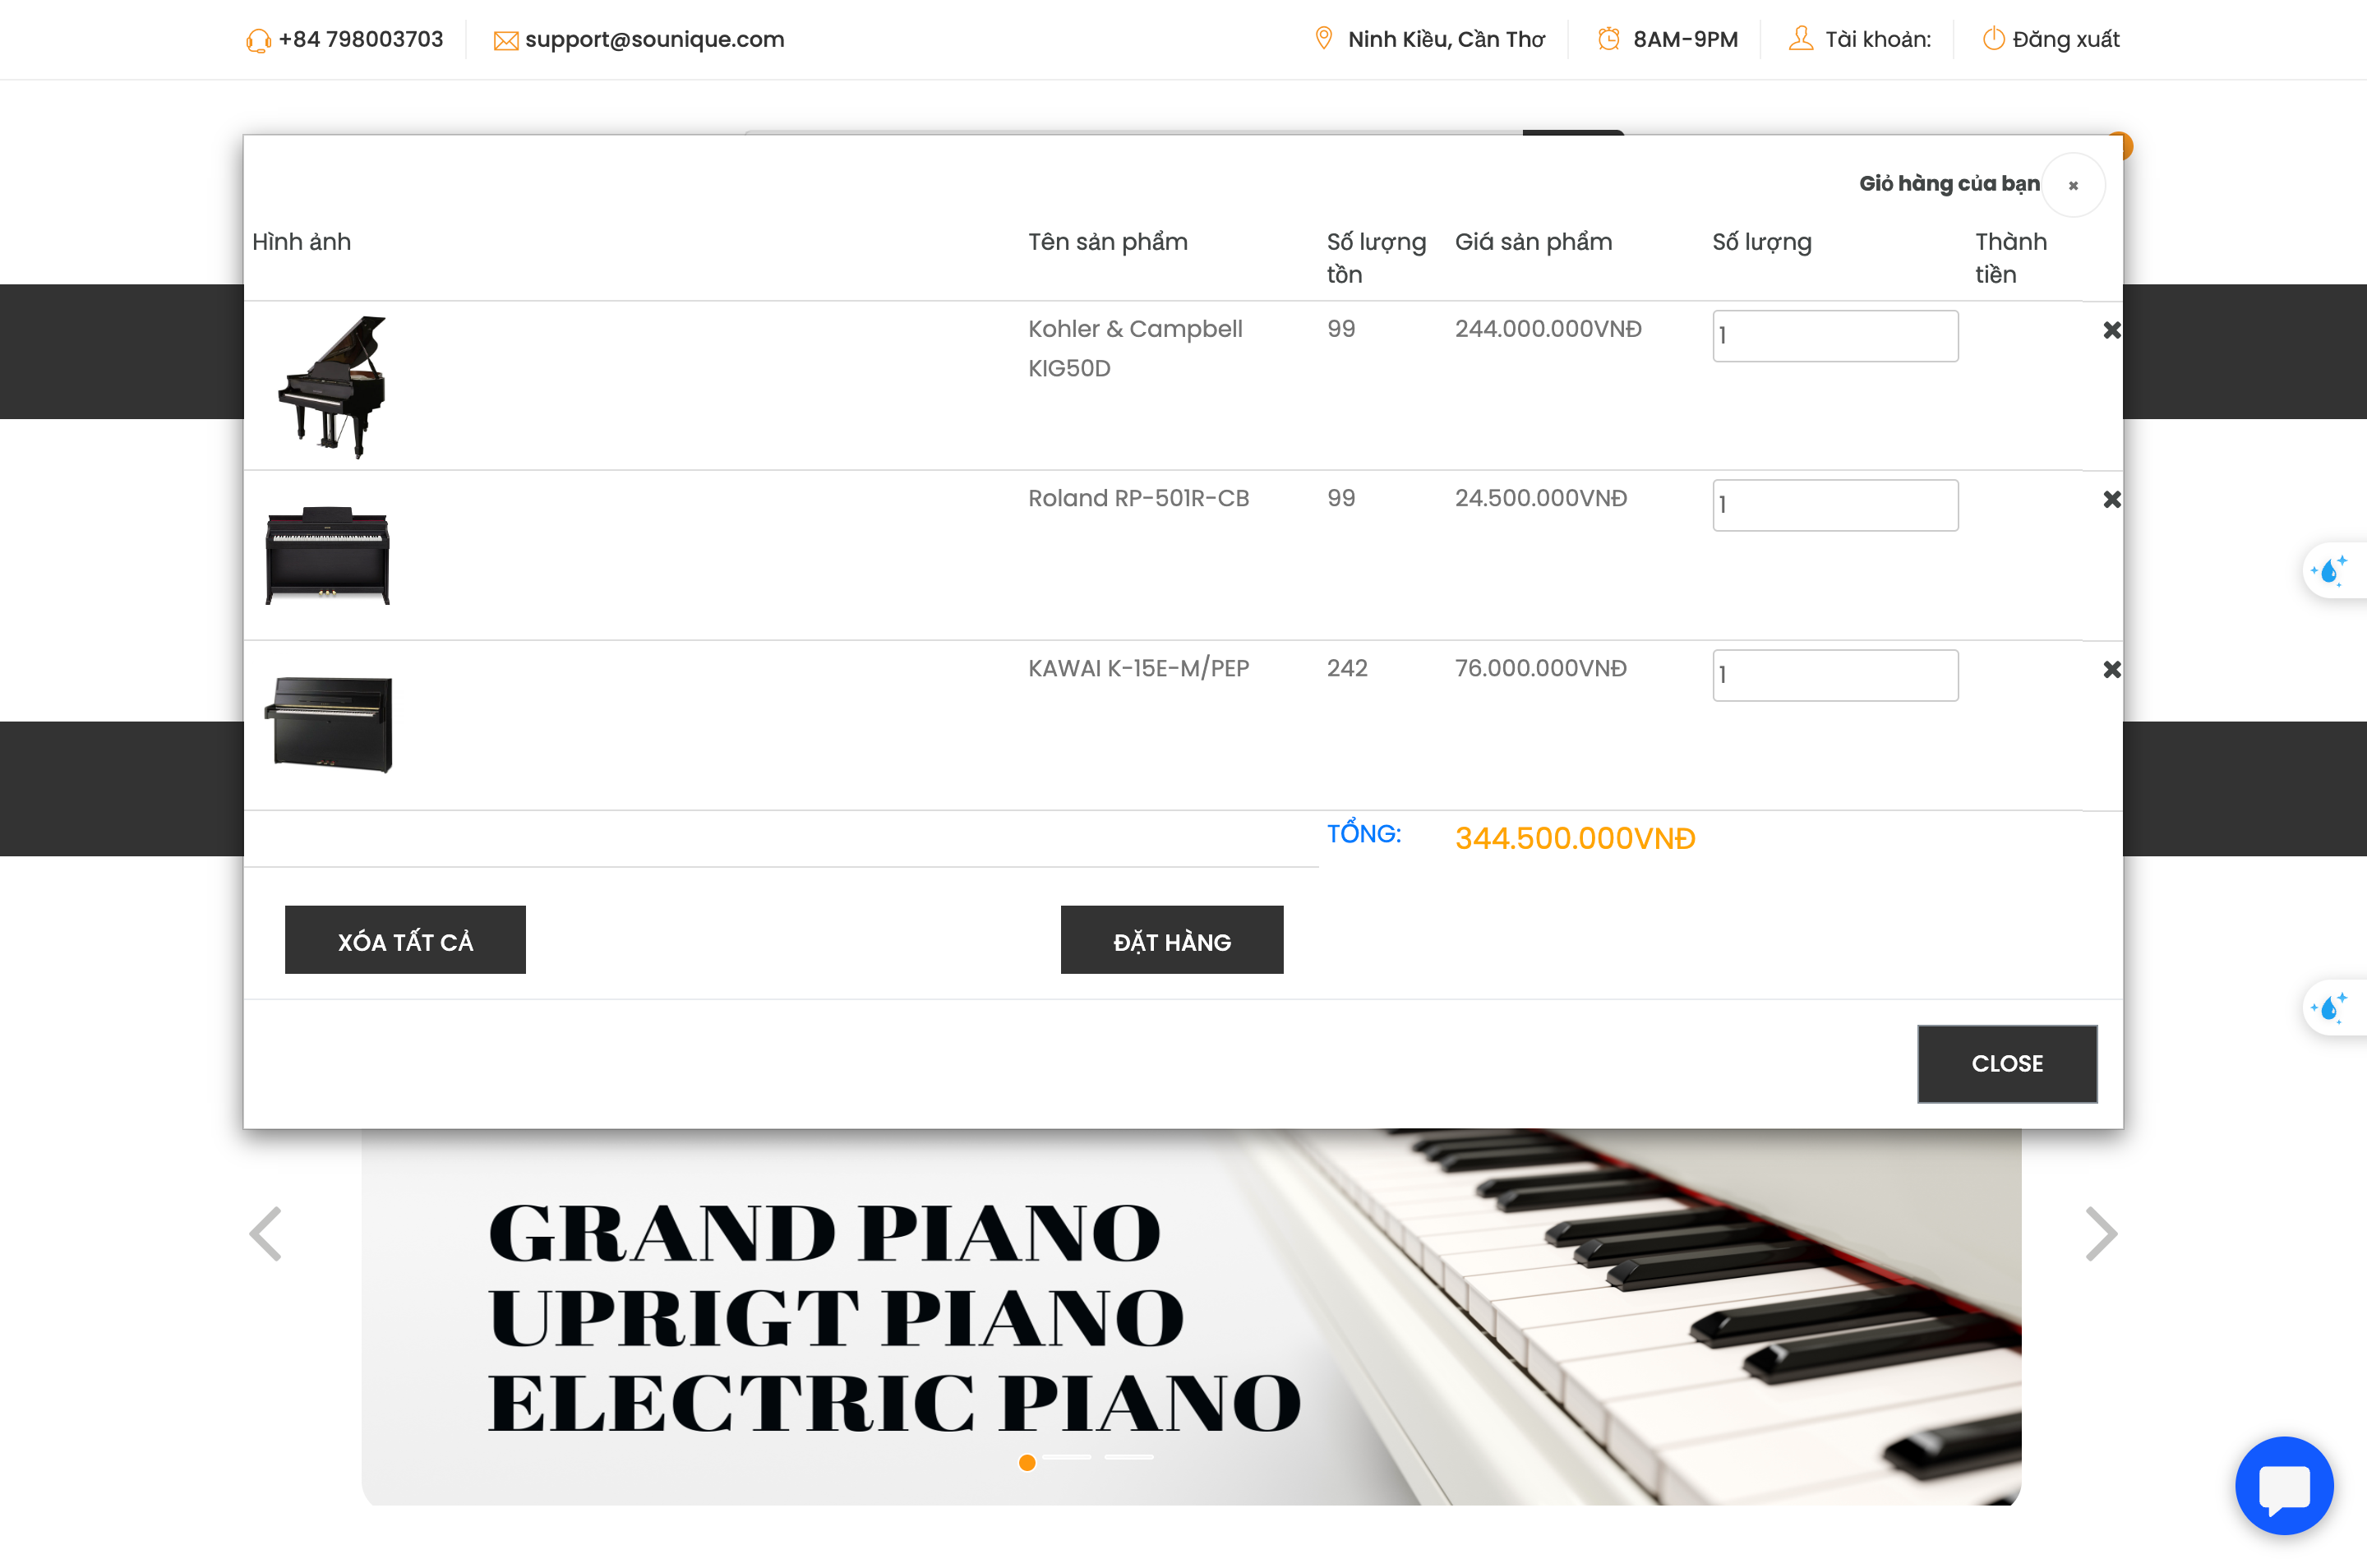 +84 798003703
support@sounique.com
Ninh Kiều, Cần Thơ
8AM-9PM
Tài khoản:
Đăng xuất
Giỏ hàng của bạn
×
Hình ảnh
Tên sản phẩm
Số lượng
tồn
Giá sản phẩm
Số lượng
Thành
tiền
Kohler & Campbell
KIG50D
99
244.000.000VNĐ
1
Roland RP-501R-CB
99
24.500.000VNĐ
1
KAWAI K-15E-M/PEP
242
76.000.000VNĐ
1
TỔNG:
344.500.000VNĐ
XÓA TẤT CẢ
ĐẶT HÀNG
CLOSE
GRAND PIANO
UPRIGT PIANO
ELECTRIC PIANO